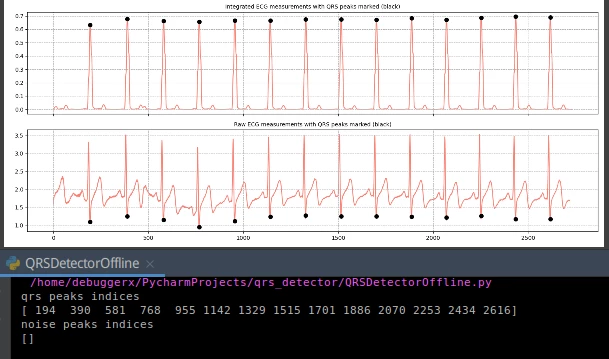 Integrated ECG measurements with QRS peaks marked (black)
0.7
0.6
0.5
0.4
0.3
0.2
0.1
0.0
Raw ECG measurements with QRS peaks marked (black)
3.5
3.0
2.5
2.0
1.5
1.0
0 500 1000 1500 2000 2500
QRSDetectorOffline ×
/home/debuggerx/PycharmProjects/qrs_detector/QRSDetectorOffline.py
qrs peaks indices
[ 194 390 581 768 955 1142 1329 1515 1701 1886 2070 2253 2434 2616]
noise peaks indices
[]